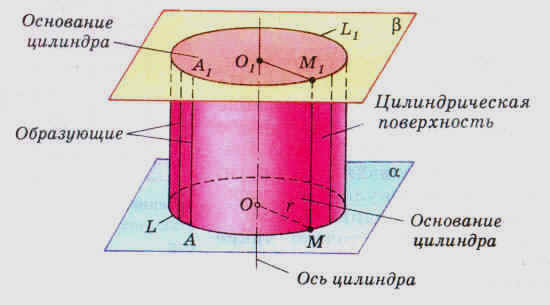 Основание
цилиндра
L₁
β
O₁
M₁
A₁
Цилиндрическая
поверхность
Образующие
α
O
r
Основание
цилиндра
L
A
M
Ось цилиндра